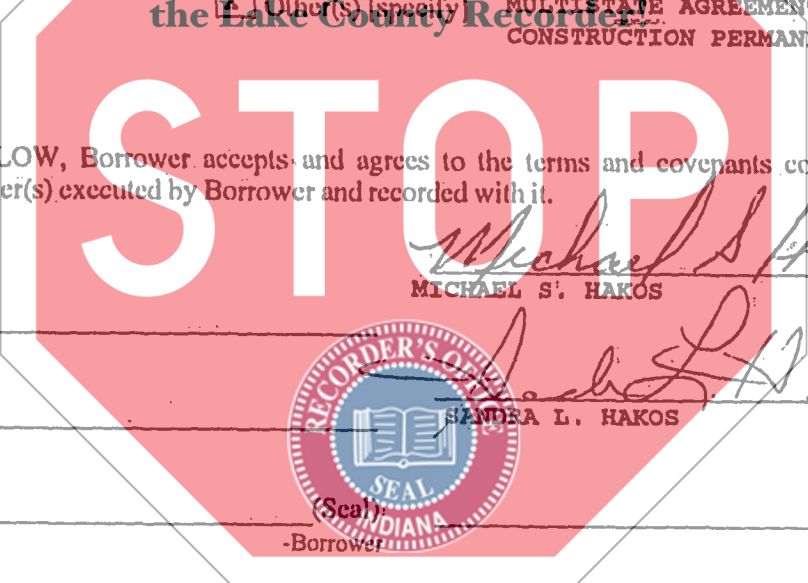 [X] Other(s) [specify] MULTISTATE AGREEMEN
the Lake County Recorder!
CONSTRUCTION PERMAN
STOP
LOW, Borrower accepts and agrees to the terms and covenants co
er(s) executed by Borrower and recorded with it.
Michael S H
MICHAEL S. HAKOS
RECORDER'S OFFICE
SEAL
INDIANA
SANDRA L. HAKOS
(Seal)
-Borrower